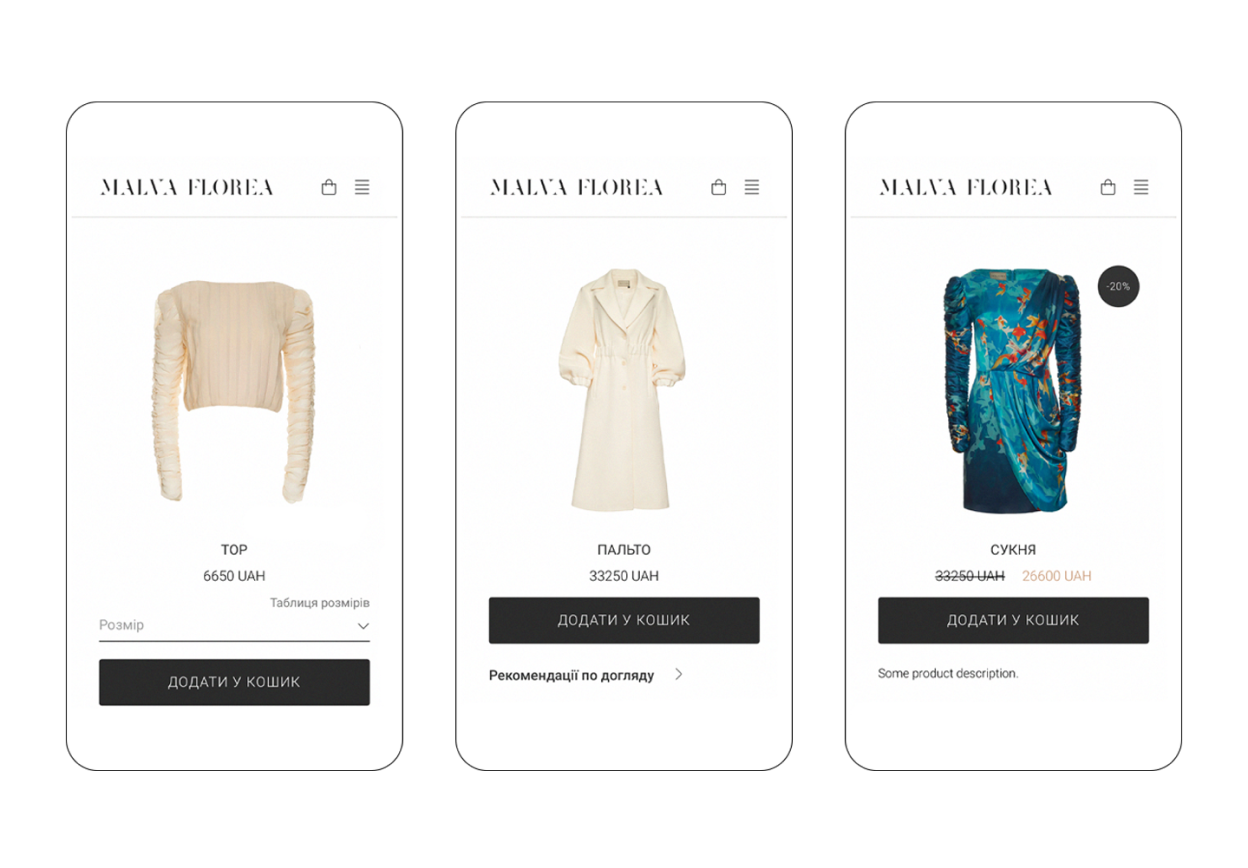 MALVA FLOREA
ТОР
6650 UAH
Таблиця розмірів
Розмір
ДОДАТИ У КОШИК
MALVA FLOREA
ПАЛЬТО
33250 UAH
ДОДАТИ У КОШИК
Рекомендації по догляду
MALVA FLOREA
-20%
СУКНЯ
33250 UAH 26600 UAH
ДОДАТИ У КОШИК
Some product description.